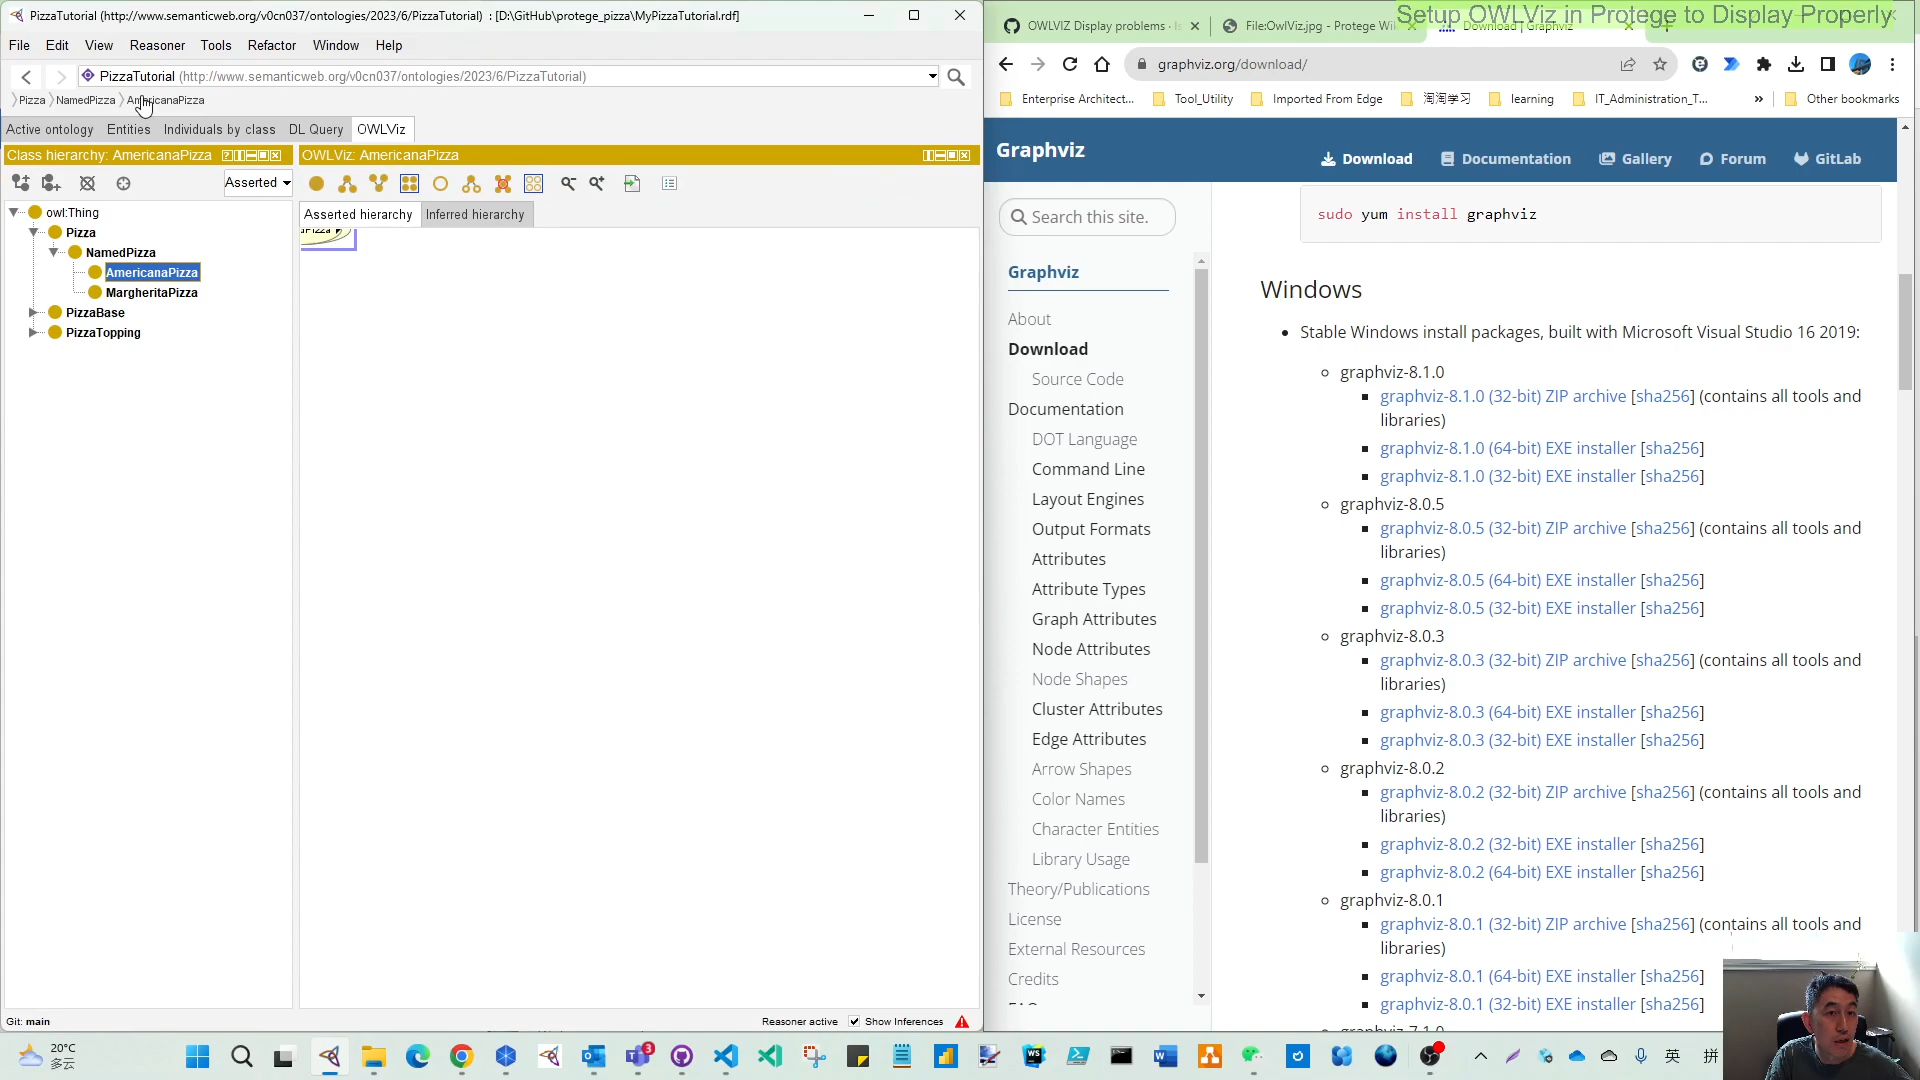 PizzaTutorial (http://www.semanticweb.org/v0cn037/ontologies/2023/6/PizzaTutorial) : [D:\GitHub\protege_pizza\MyPizzaTutorial.rdf]
File Edit View Reasoner Tools Refactor Window Help
PizzaTutorial (http://www.semanticweb.org/v0cn037/ontologies/2023/6/PizzaTutorial)
Pizza NamedPizza AmericanaPizza
Active ontology Entities Individuals by class DL Query OWLViz
Class hierarchy: AmericanaPizza
Asserted
owl:Thing
Pizza
NamedPizza
AmericanaPizza
MargheritaPizza
PizzaBase
PizzaTopping
OWLViz: AmericanaPizza
Asserted hierarchy Inferred hierarchy
Git: main
Reasoner active Show Inferences
Setup OWLViz in Protege to Display Properly
OWLVIZ Display problems · Is
File:OwlViz.jpg - Protege Wi
Download | Graphviz
graphviz.org/download/
Enterprise Architect... Tool_Utility Imported From Edge 淘淘学习 learning IT_Administration_T... » Other bookmarks
Graphviz
Download Documentation Gallery Forum GitLab
Search this site.
Graphviz
About
Download
Source Code
Documentation
DOT Language
Command Line
Layout Engines
Output Formats
Attributes
Attribute Types
Graph Attributes
Node Attributes
Node Shapes
Cluster Attributes
Edge Attributes
Arrow Shapes
Color Names
Character Entities
Library Usage
Theory/Publications
License
External Resources
Credits
FAQ
sudo yum install graphviz
Windows
Stable Windows install packages, built with Microsoft Visual Studio 16 2019:
graphviz-8.1.0
graphviz-8.1.0 (32-bit) ZIP archive [sha256] (contains all tools and
libraries)
graphviz-8.1.0 (64-bit) EXE installer [sha256]
graphviz-8.1.0 (32-bit) EXE installer [sha256]
graphviz-8.0.5
graphviz-8.0.5 (32-bit) ZIP archive [sha256] (contains all tools and
libraries)
graphviz-8.0.5 (64-bit) EXE installer [sha256]
graphviz-8.0.5 (32-bit) EXE installer [sha256]
graphviz-8.0.3
graphviz-8.0.3 (32-bit) ZIP archive [sha256] (contains all tools and
libraries)
graphviz-8.0.3 (64-bit) EXE installer [sha256]
graphviz-8.0.3 (32-bit) EXE installer [sha256]
graphviz-8.0.2
graphviz-8.0.2 (32-bit) ZIP archive [sha256] (contains all tools and
libraries)
graphviz-8.0.2 (32-bit) EXE installer [sha256]
graphviz-8.0.2 (64-bit) EXE installer [sha256]
graphviz-8.0.1
graphviz-8.0.1 (32-bit) ZIP archive [sha256] (contains all tools and
libraries)
graphviz-8.0.1 (64-bit) EXE installer [sha256]
graphviz-8.0.1 (32-bit) EXE installer [sha256]
20°C
多云
3
英 拼